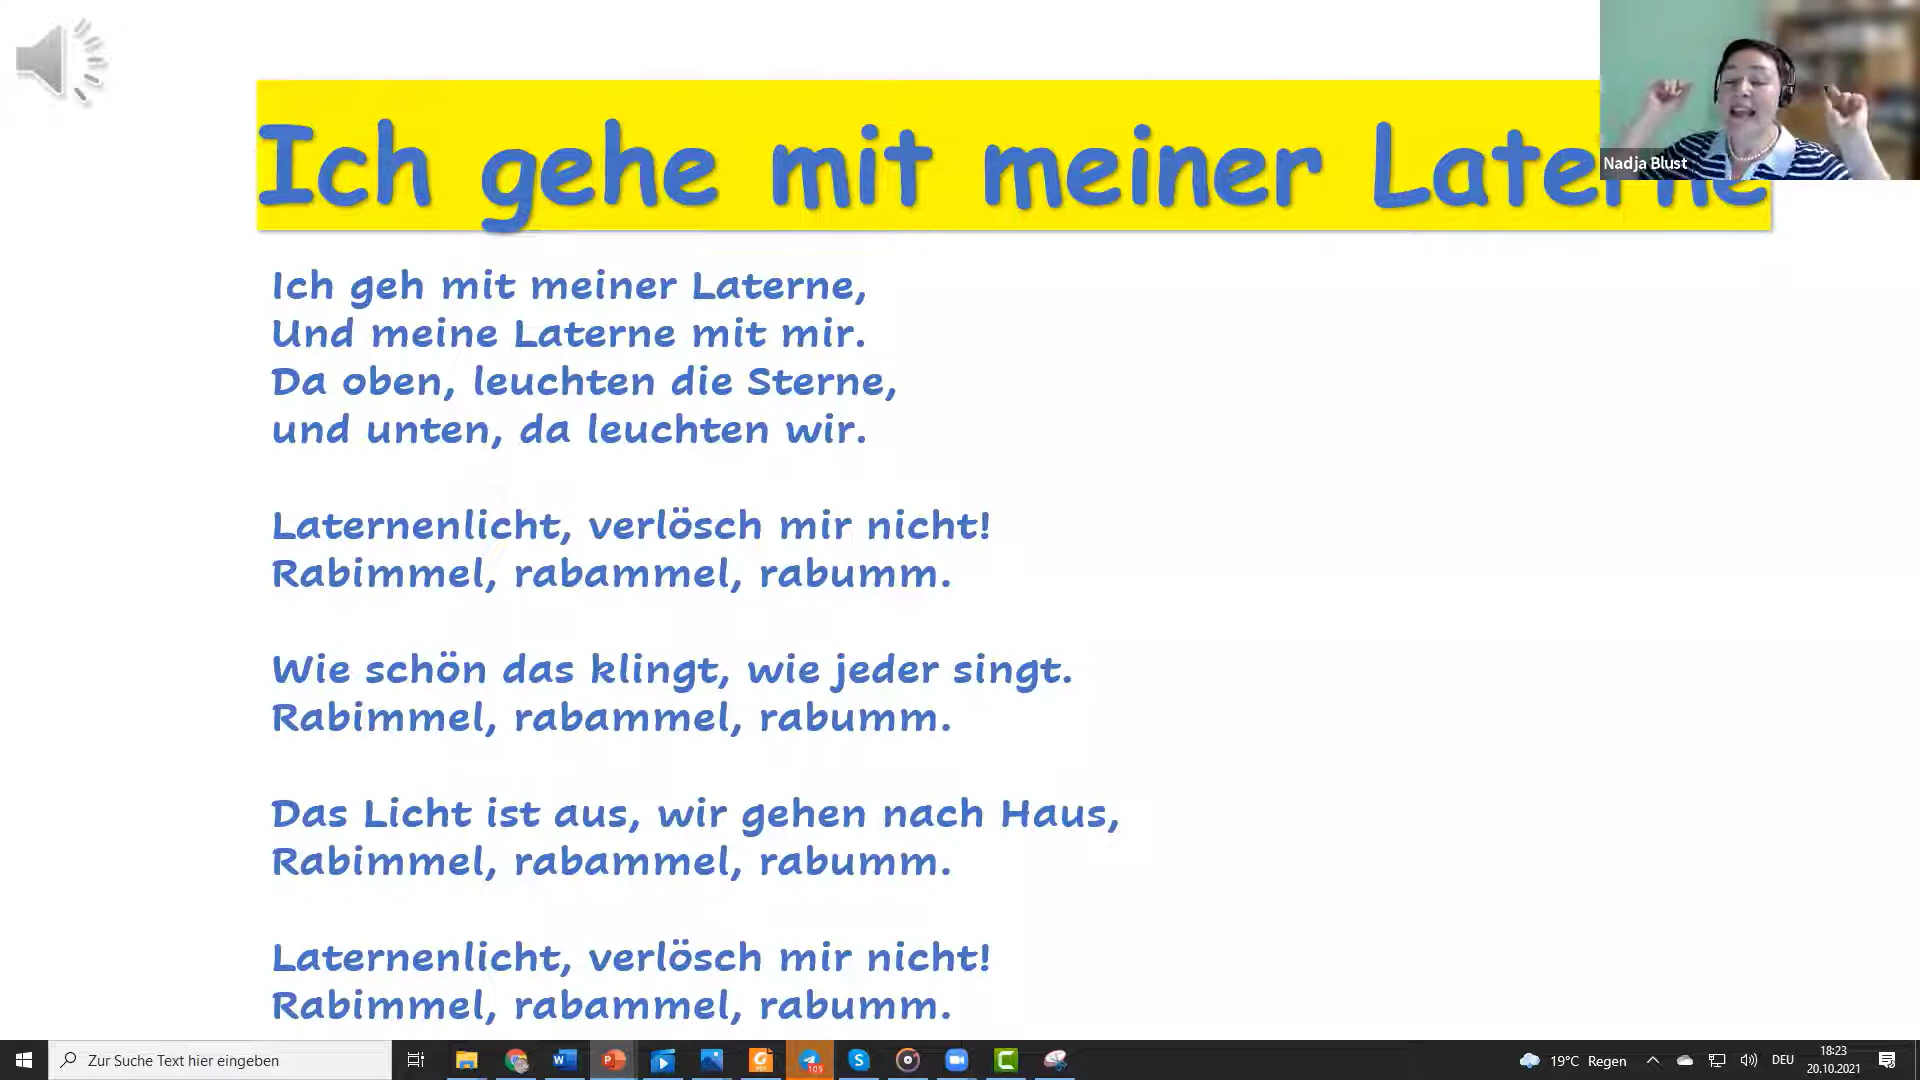 Ich gehe mit meiner Laterne
Nadja Blust
Ich geh mit meiner Laterne,
Und meine Laterne mit mir.
Da oben, leuchten die Sterne,
und unten, da leuchten wir.
Laternenlicht, verlösch mir nicht!
Rabimmel, rabammel, rabumm.
Wie schön das klingt, wie jeder singt.
Rabimmel, rabammel, rabumm.
Das Licht ist aus, wir gehen nach Haus,
Rabimmel, rabammel, rabumm.
Laternenlicht, verlösch mir nicht!
Rabimmel, rabammel, rabumm.
Zur Suche Text hier eingeben
105
19°C Regen
DEU
18:23
20.10.2021